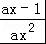 ax − 1
ax²